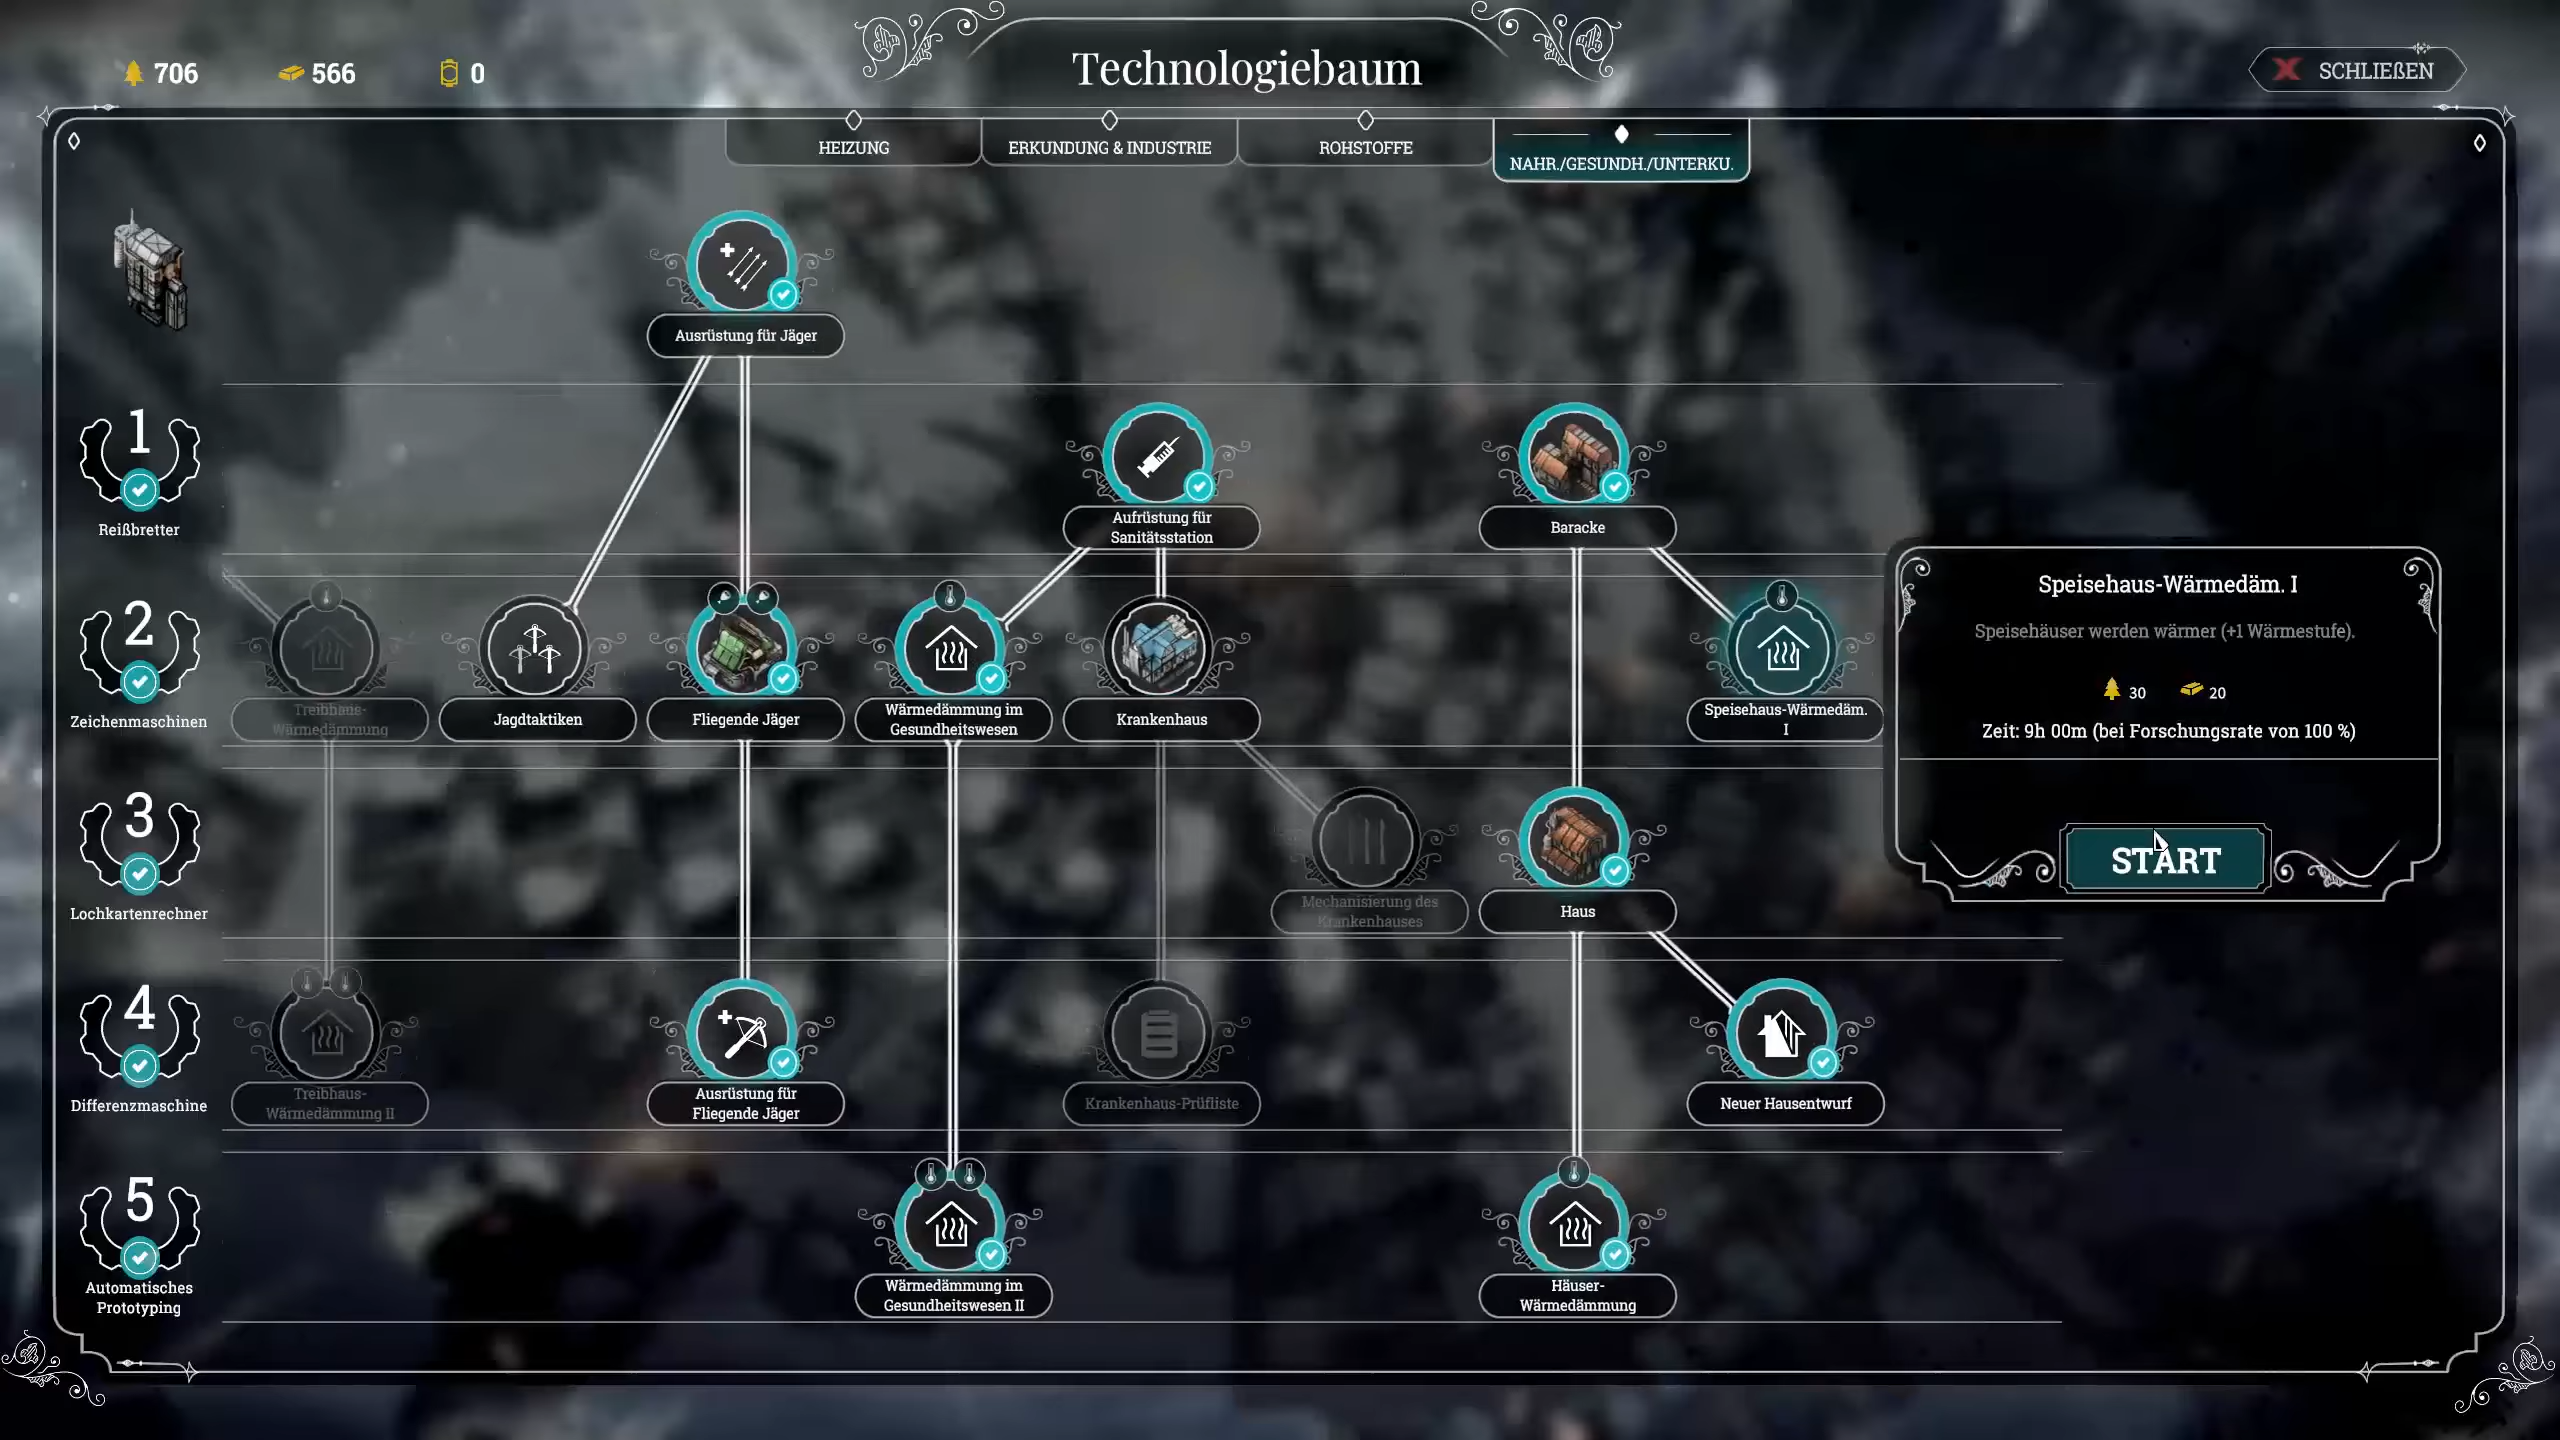 706
566
0
Technologiebaum
SCHLIEẞEN
HEIZUNG
ERKUNDUNG & INDUSTRIE
ROHSTOFFE
NAHR./GESUNDH./UNTERKU.
Ausrüstung für Jäger
1
Reißbretter
Aufrüstung für
Sanitätsstation
Baracke
2
Zeichenmaschinen
Treibhaus-
Wärmedämmung
Jagdtaktiken
Fliegende Jäger
Wärmedämmung im
Gesundheitswesen
Krankenhaus
Speisehaus-Wärmedäm.
I
Speisehaus-Wärmedäm. I
Speisehäuser werden wärmer (+1 Wärmestufe).
30
20
Zeit: 9h 00m (bei Forschungsrate von 100 %)
START
3
Lochkartenrechner
Mechanisierung des
Krankenhauses
Haus
4
Differenzmaschine
Treibhaus-
Wärmedämmung II
Ausrüstung für
Fliegende Jäger
Krankenhaus-Prüfliste
Neuer Hausentwurf
5
Automatisches
Prototyping
Wärmedämmung im
Gesundheitswesen II
Häuser-
Wärmedämmung